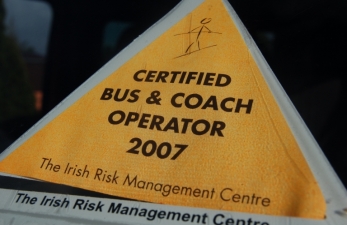 CERTIFIED
BUS & COACH
OPERATOR
2007
The Irish Risk Management Centre
The Irish Risk Management Centre